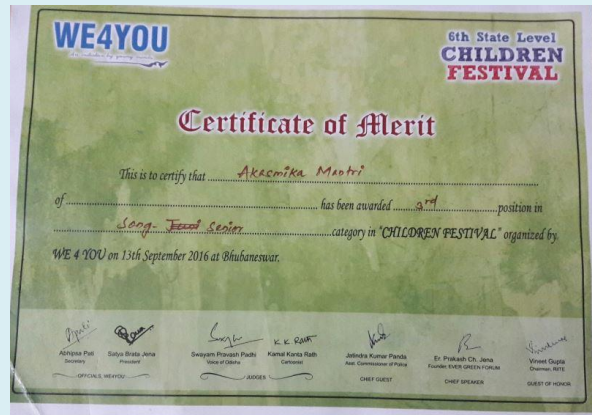 WE4YOU
6th State Level
CHILDREN
FESTIVAL
Certificate of Merit
This is to certify that Akasmika Mantri
of has been awarded 3rd position in
Song- Senior category in "CHILDREN FESTIVAL" organized by
WE 4 YOU on 13th September 2016 at Bhubaneswar.
K.K. Rath
Abhipsa Pati Satya Brata Jena Swayam Pravash Padhi Kamal Kanta Rath Jatindra Kumar Panda Er. Prakash Ch. Jena Vineet Gupta
Secretary President Voice of Odisha Cartoonist Asst. Commissioner of Police Founder, EVER GREEN FORUM Chairman,
OFFICIALS, WE4YOU JUDGES CHIEF GUEST CHIEF SPEAKER GUEST OF HONOR